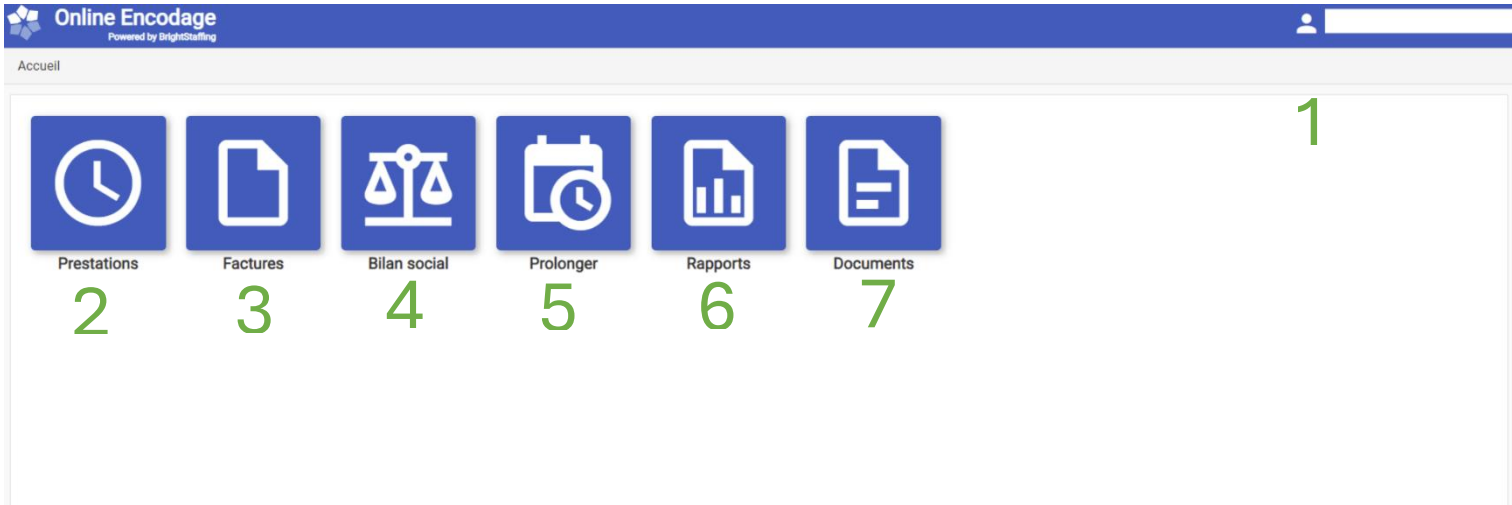 Online Encodage
Powered by BrightStaffing
Accueil
1
Prestations
Factures
Bilan social
Prolonger
Rapports
Documents
2
3
4
5
6
7